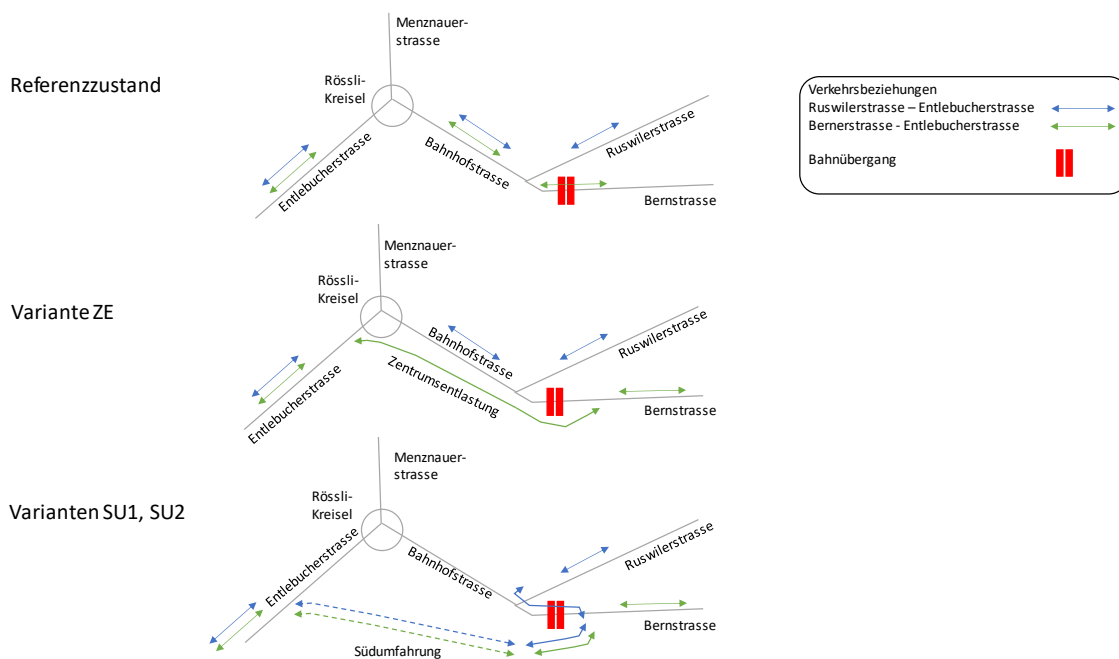 Referenzzustand
Menznauer-
strasse
Rössli-
Kreisel
Bahnhofstrasse
Ruswilerstrasse
Entlebucherstrasse
Bernstrasse
Verkehrsbeziehungen
Ruswilerstrasse – Entlebucherstrasse
Bernerstrasse - Entlebucherstrasse
Bahnübergang
Variante ZE
Menznauer-
strasse
Rössli-
Kreisel
Bahnhofstrasse
Ruswilerstrasse
Zentrumsentlastung
Entlebucherstrasse
Bernstrasse
Varianten SU1, SU2
Menznauer-
strasse
Rössli-
Kreisel
Bahnhofstrasse
Ruswilerstrasse
Entlebucherstrasse
Bernstrasse
Südumfahrung